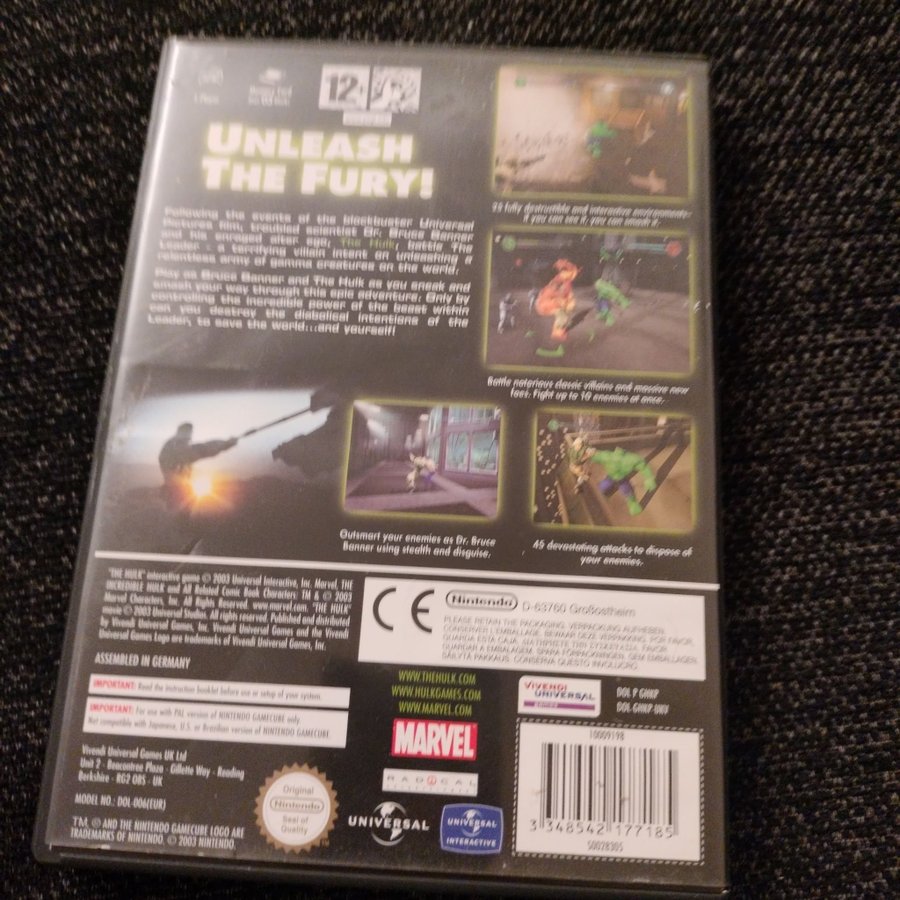 1 Player
Memory Card
12+
UNLEASH
THE FURY!
Following the events of the blockbuster Universal
Pictures film, troubled scientist Dr. Bruce Banner
and his enraged alter ego, The Hulk, battle The
Leader - a terrifying villain intent on unleashing a
relentless army of gamma creatures on the world.
Play as Bruce Banner and The Hulk as you sneak and
smash your way through this epic adventure. Only by
controlling the incredible power of the beast within
can you destroy the diabolical intentions of the
Leader, to save the world...and yourself!
25 fully destructible and interactive environments-
if you can see it, you can smash it.
Battle notorious classic villains and massive new
foes. Fight up to 10 enemies at once.
Outsmart your enemies as Dr. Bruce
Banner using stealth and disguise.
45 devastating attacks to dispose of
your enemies.
"THE HULK" interactive game © 2003 Universal Interactive, Inc. Marvel, THE
INCREDIBLE HULK and All Related Comic Book Characters: TM & © 2003
Marvel Characters, Inc. All Rights Reserved. www.marvel.com. "THE HULK"
movie © 2003 Universal Studios. All rights reserved. Published and distributed
by Vivendi Universal Games, Inc. Vivendi Universal Games and the Vivendi
Universal Games Logo are trademarks of Vivendi Universal Games, Inc.
ASSEMBLED IN GERMANY
CE
Nintendo D-63760 Großostheim
PLEASE RETAIN THE PACKAGING. VERPACKUNG AUFHEBEN.
CONSERVER L'EMBALLAGE. BEWAAR DEZE VERPAKKING. POR FAVOR,
GUARDA ESTA CAJA. ΔΙΑΤΗΡΗΣΤΕ ΤΗΝ ΣΥΣΚΕΥΑΣΙΑ. FAVOR
GUARDAR A EMBALAGEM. SPARA FÖRPACKNINGEN. GEM EMBALLAGEN.
SÄILYTÄ PAKKAUS. CONSERVA QUESTO INVOLUCRO.
IMPORTANT: Read the instruction booklet before use or setup of your system.
IMPORTANT: For use with PAL version of NINTENDO GAMECUBE only.
Not compatible with Japanese, U.S. or Brazilian version of NINTENDO GAMECUBE.
Vivendi Universal Games UK Ltd
Unit 2 - Beacontree Plaza - Gillette Way - Reading
Berkshire - RG2 0BS - UK
MODEL NO.: DOL-006(EUR)
TM, ® AND THE NINTENDO GAMECUBE LOGO ARE
TRADEMARKS OF NINTENDO. © 2003 NINTENDO.
Original
Nintendo
Seal of
Quality
WWW.THEHULK.COM
WWW.HULKGAMES.COM
WWW.MARVEL.COM
MARVEL
RADICAL
UNIVERSAL
UNIVERSAL
INTERACTIVE
VIVENDI
UNIVERSAL
games
DOL P GHKP
DOL GHKP UKV
10009198
3 348542 177185
S0028305